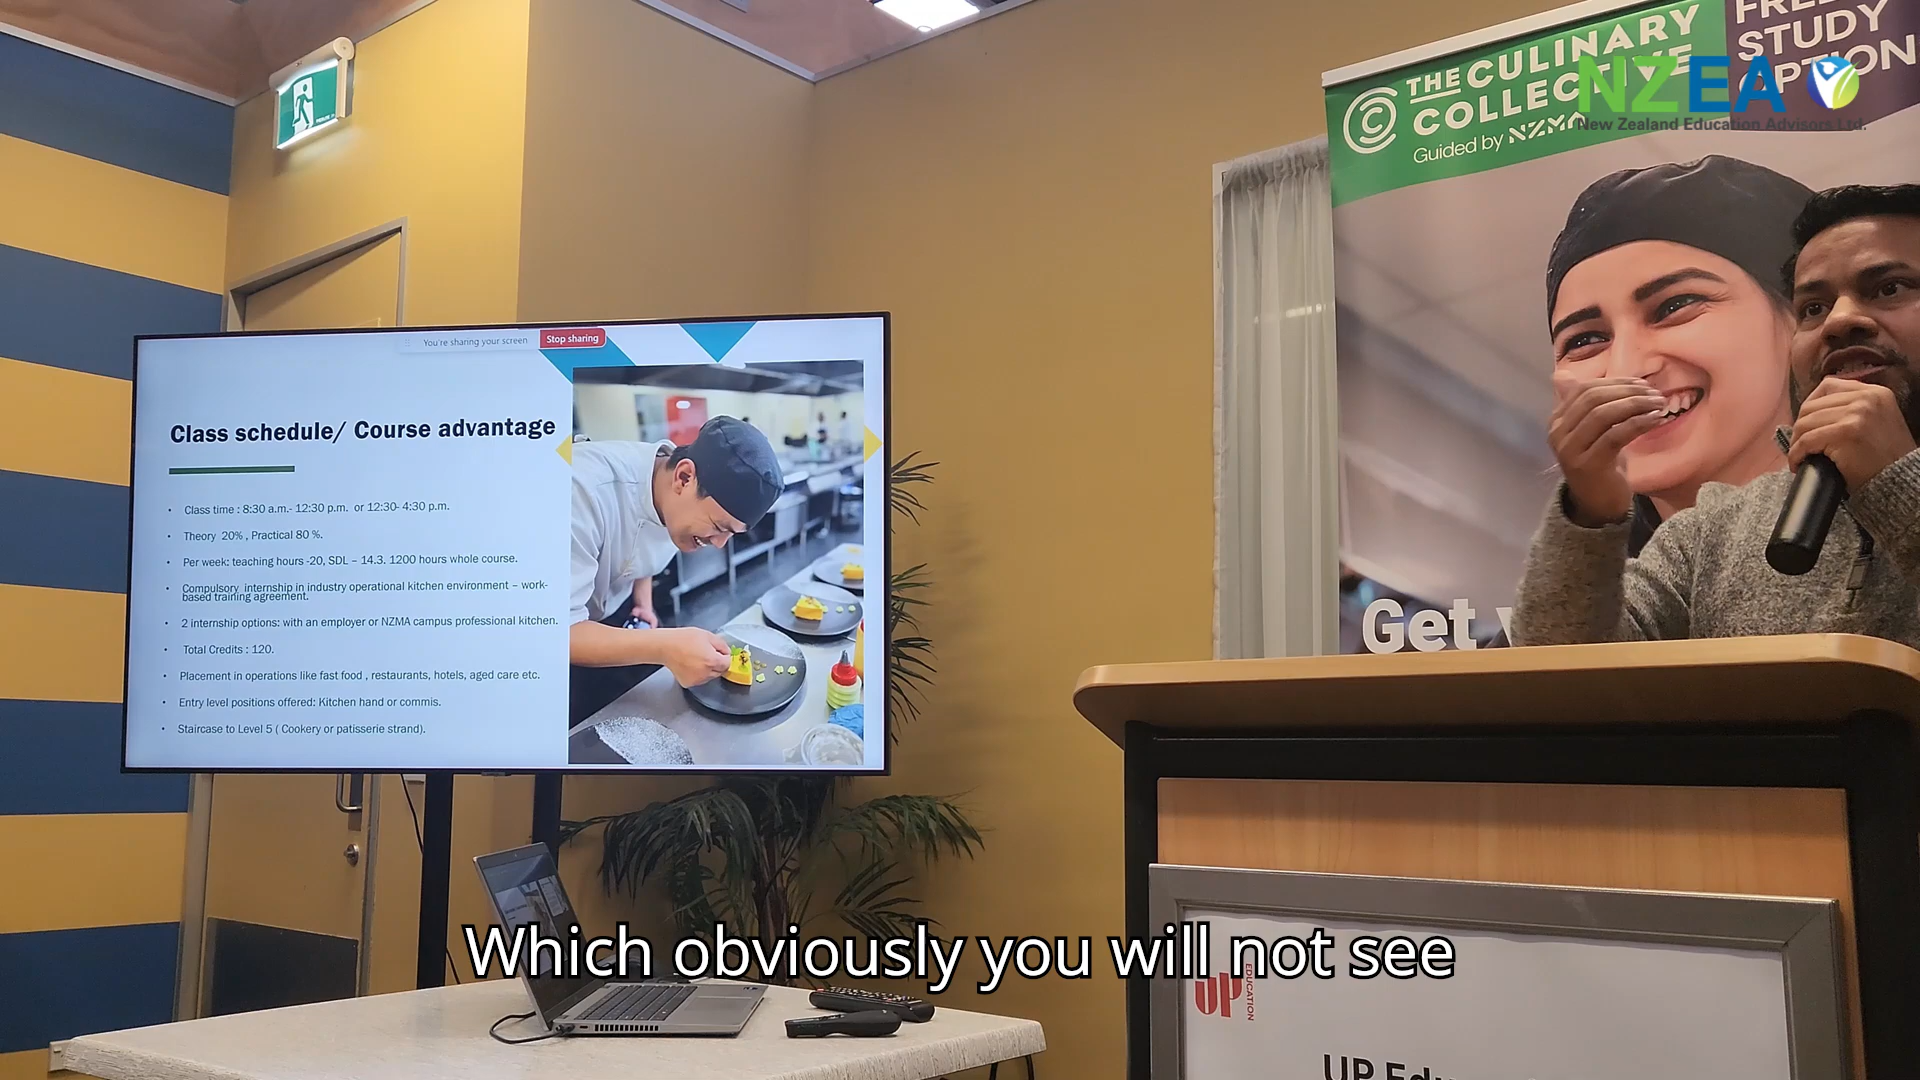 THE CULINARY
COLLECTIVE
Guided by NZMA
STUDY
NZEA
New Zealand Education Advisors Ltd.
You're sharing your screen
Stop sharing
Class schedule/ Course advantage
• Class time : 8:30 a.m.- 12:30 p.m. or 12:30- 4:30 p.m.
• Theory 20% , Practical 80 %.
• Per week: teaching hours -20, SDL – 14.3. 1200 hours whole course.
• Compulsory internship in industry operational kitchen environment – work-
based training agreement.
• 2 internship options: with an employer or NZMA campus professional kitchen.
• Total Credits : 120.
• Placement in operations like fast food , restaurants, hotels, aged care etc.
• Entry level positions offered: Kitchen hand or commis.
• Staircase to Level 5 ( Cookery or patisserie strand).
Get
Which obviously you will not see
UP EDUCATION
UP